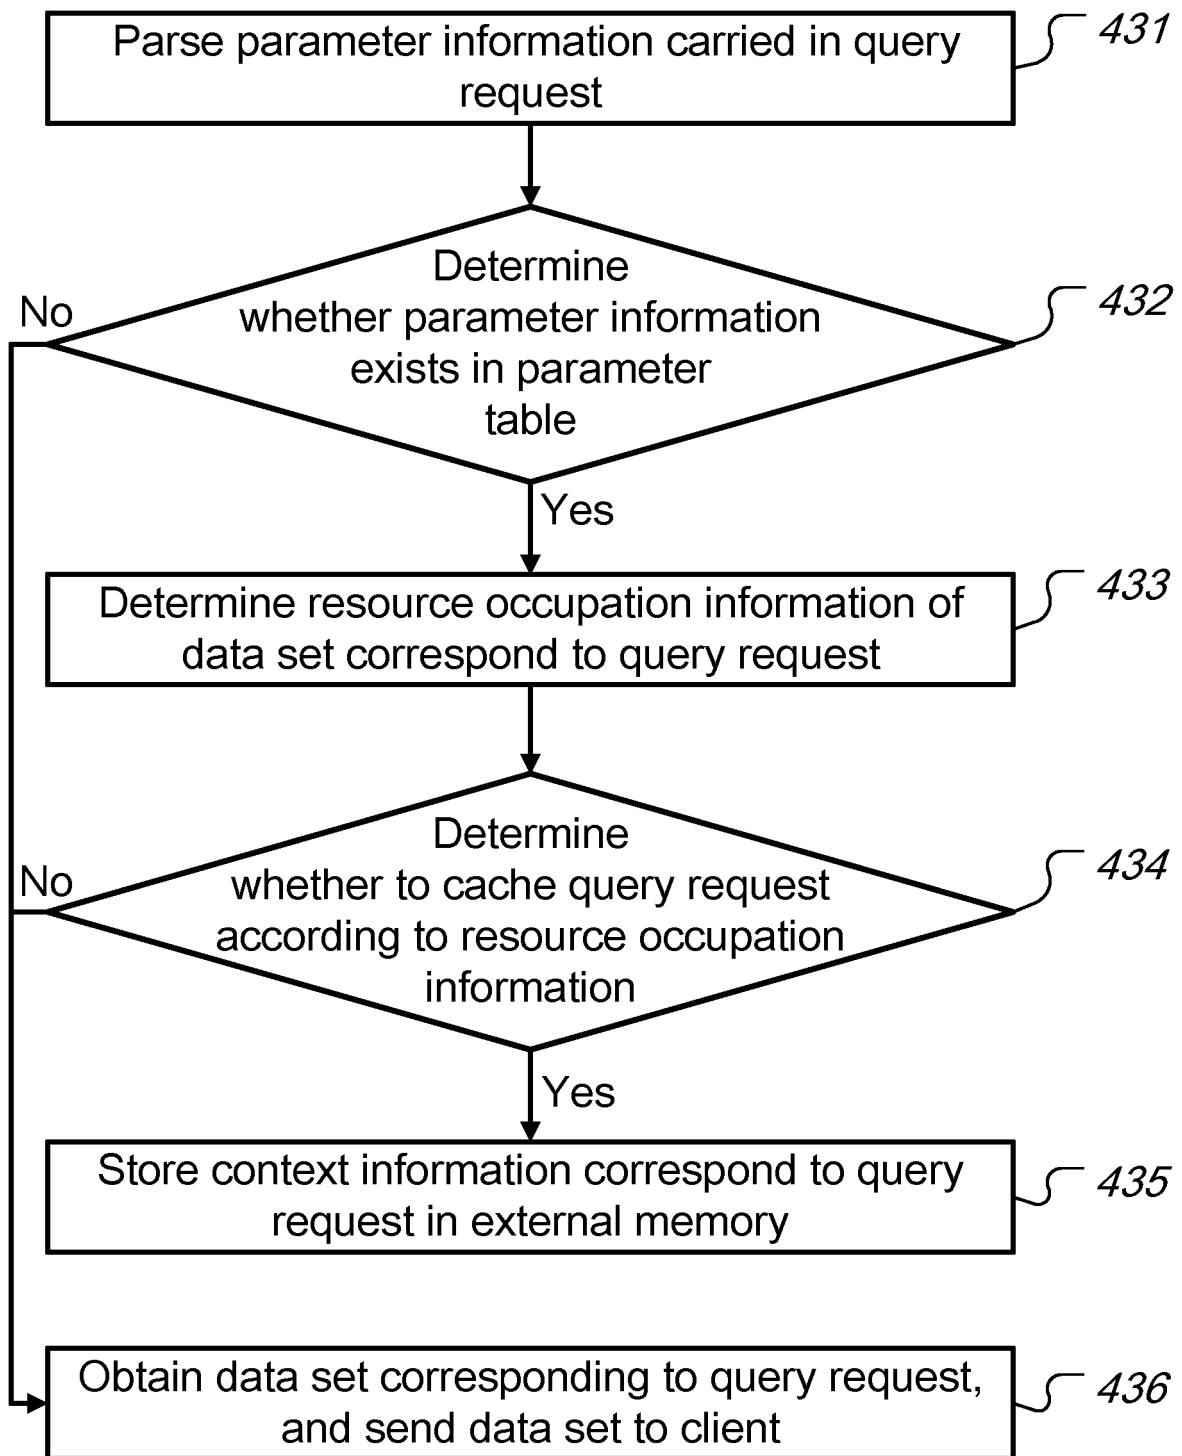 Parse parameter information carried in query
request
431
Determine
whether parameter information
exists in parameter
table
432
No
Yes
Determine resource occupation information of
data set correspond to query request
433
Determine
whether to cache query request
according to resource occupation
information
434
No
Yes
Store context information correspond to query
request in external memory
435
Obtain data set corresponding to query request,
and send data set to client
436